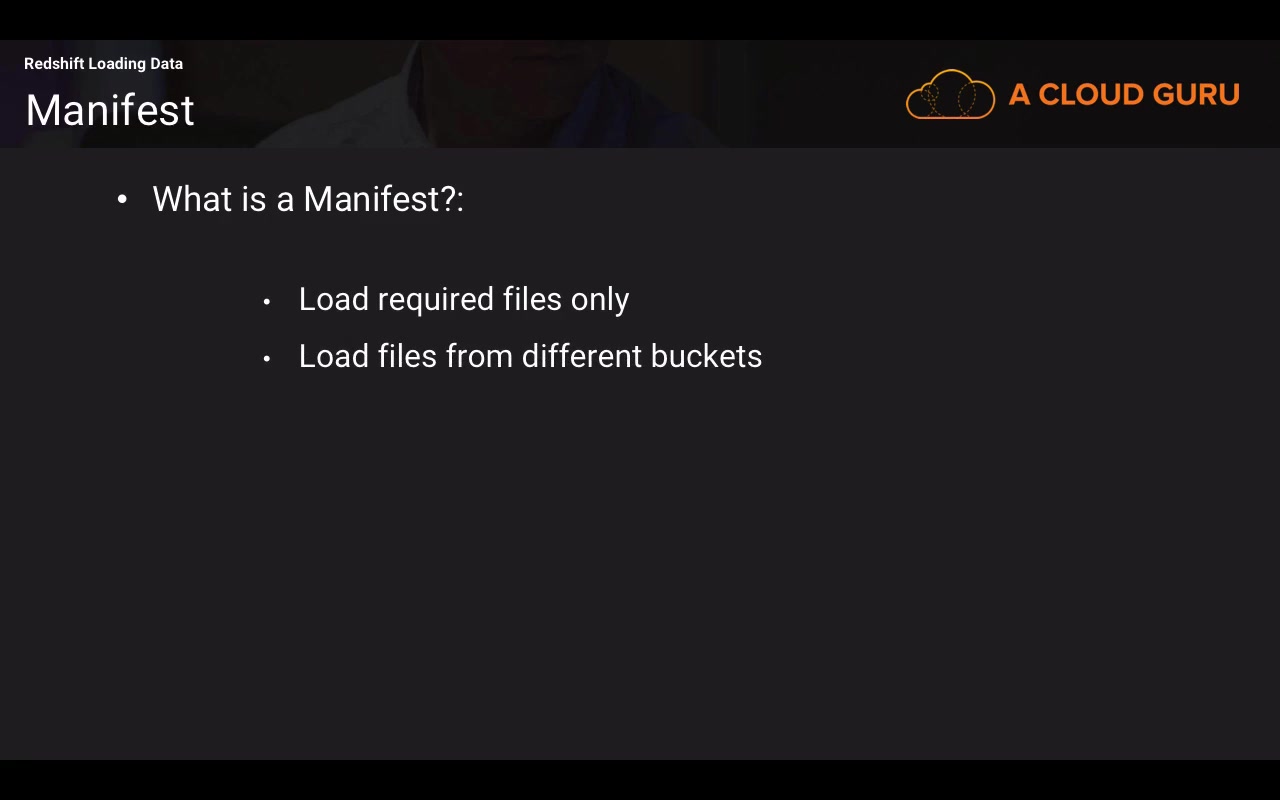 Redshift Loading Data
Manifest
A CLOUD GURU
• What is a Manifest?:
• Load required files only
• Load files from different buckets